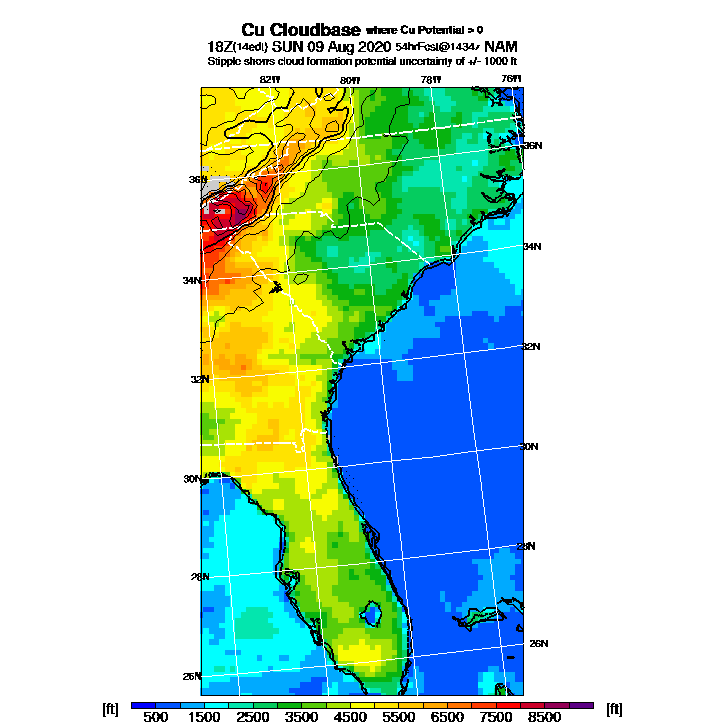 Cu Cloudbase where Cu Potential > 0
18Z(14edt) SUN 09 Aug 2020 54hrFcst@1434z NAM
Stipple shows cloud formation potential uncertainty of +/- 1000 ft
82W 80W 78W 76W
36N
36N
34N
34N
32N
32N
30N
30N
28N
28N
26N
26N
[ft] 500 1500 2500 3500 4500 5500 6500 7500 8500 [ft]